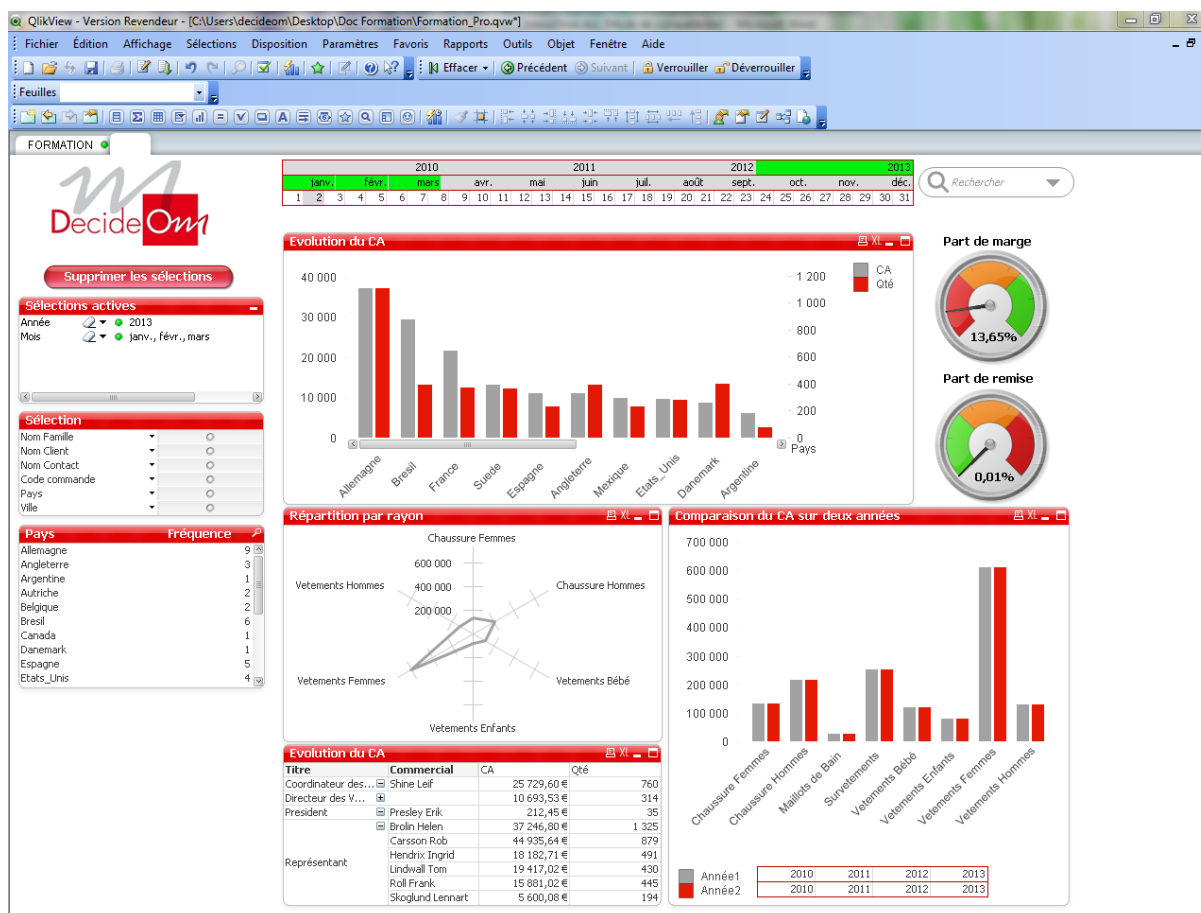 QlikView - Version Revendeur - [C:\Users\decideom\Desktop\Doc Formation\Formation_Pro.qvw*]
Fichier Édition Affichage Sélections Disposition Paramètres Favoris Rapports Outils Objet Fenêtre Aide
Effacer Précédent Suivant Verrouiller Déverrouiller
Feuilles
FORMATION
DecideOm
Supprimer les sélections
Sélections actives
Année 2013
Mois janv., févr., mars
Sélection
Nom Famille
Nom Client
Nom Contact
Code commande
Pays
Ville
Pays Fréquence
Allemagne 9
Angleterre 3
Argentine 1
Autriche 2
Belgique 2
Bresil 6
Canada 1
Danemark 1
Espagne 5
Etats_Unis 4
2010 2011 2012 2013
janv. févr. mars avr. mai juin juil. août sept. oct. nov. déc.
1 2 3 4 5 6 7 8 9 10 11 12 13 14 15 16 17 18 19 20 21 22 23 24 25 26 27 28 29 30 31
Rechercher
Evolution du CA XL
40 000
30 000
20 000
10 000
0
1 200
1 000
800
600
400
200
0
Pays
CA
Qté
Allemagne Bresil France Suede Espagne Angleterre Mexique Etats_Unis Danemark Argentine
Part de marge
13,65%
Part de remise
0,01%
Répartition par rayon XL
Chaussure Femmes
600 000
400 000
200 000
Vetements Hommes
Chaussure Hommes
Vetements Femmes
Vetements Bébé
Vetements Enfants
Comparaison du CA sur deux années XL
700 000
600 000
500 000
400 000
300 000
200 000
100 000
0
Chaussure Femmes Chaussure Hommes Maillots de Bain Survetements Vetements Bébé Vetements Enfants Vetements Femmes Vetements Hommes
Année1 2010 2011 2012 2013
Année2 2010 2011 2012 2013
Evolution du CA XL
Titre Commercial CA Qté
Coordinateur des... Shine Leif 25 729,60 € 760
Directeur des V... 10 693,53 € 314
President Presley Erik 212,45 € 35
Représentant Brolin Helen 37 246,80 € 1 325
Carsson Rob 44 935,64 € 879
Hendrix Ingrid 18 182,71 € 491
Lindwall Tom 19 417,02 € 430
Roll Frank 15 881,02 € 445
Skoglund Lennart 5 600,08 € 194